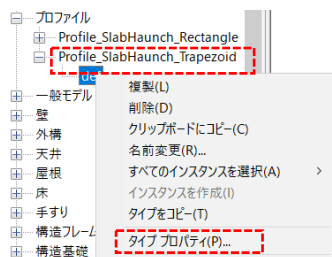 プロファイル
Profile_SlabHaunch_Rectangle
Profile_SlabHaunch_Trapezoid
一般モデル
壁
外構
天井
屋根
床
手すり
構造フレーム
構造基礎
複製(L)
削除(D)
クリップボードにコピー(C)
名前変更(R)...
すべてのインスタンスを選択(A)
インスタンスを作成(I)
タイプをコピー(T)
タイプ プロパティ(P)...